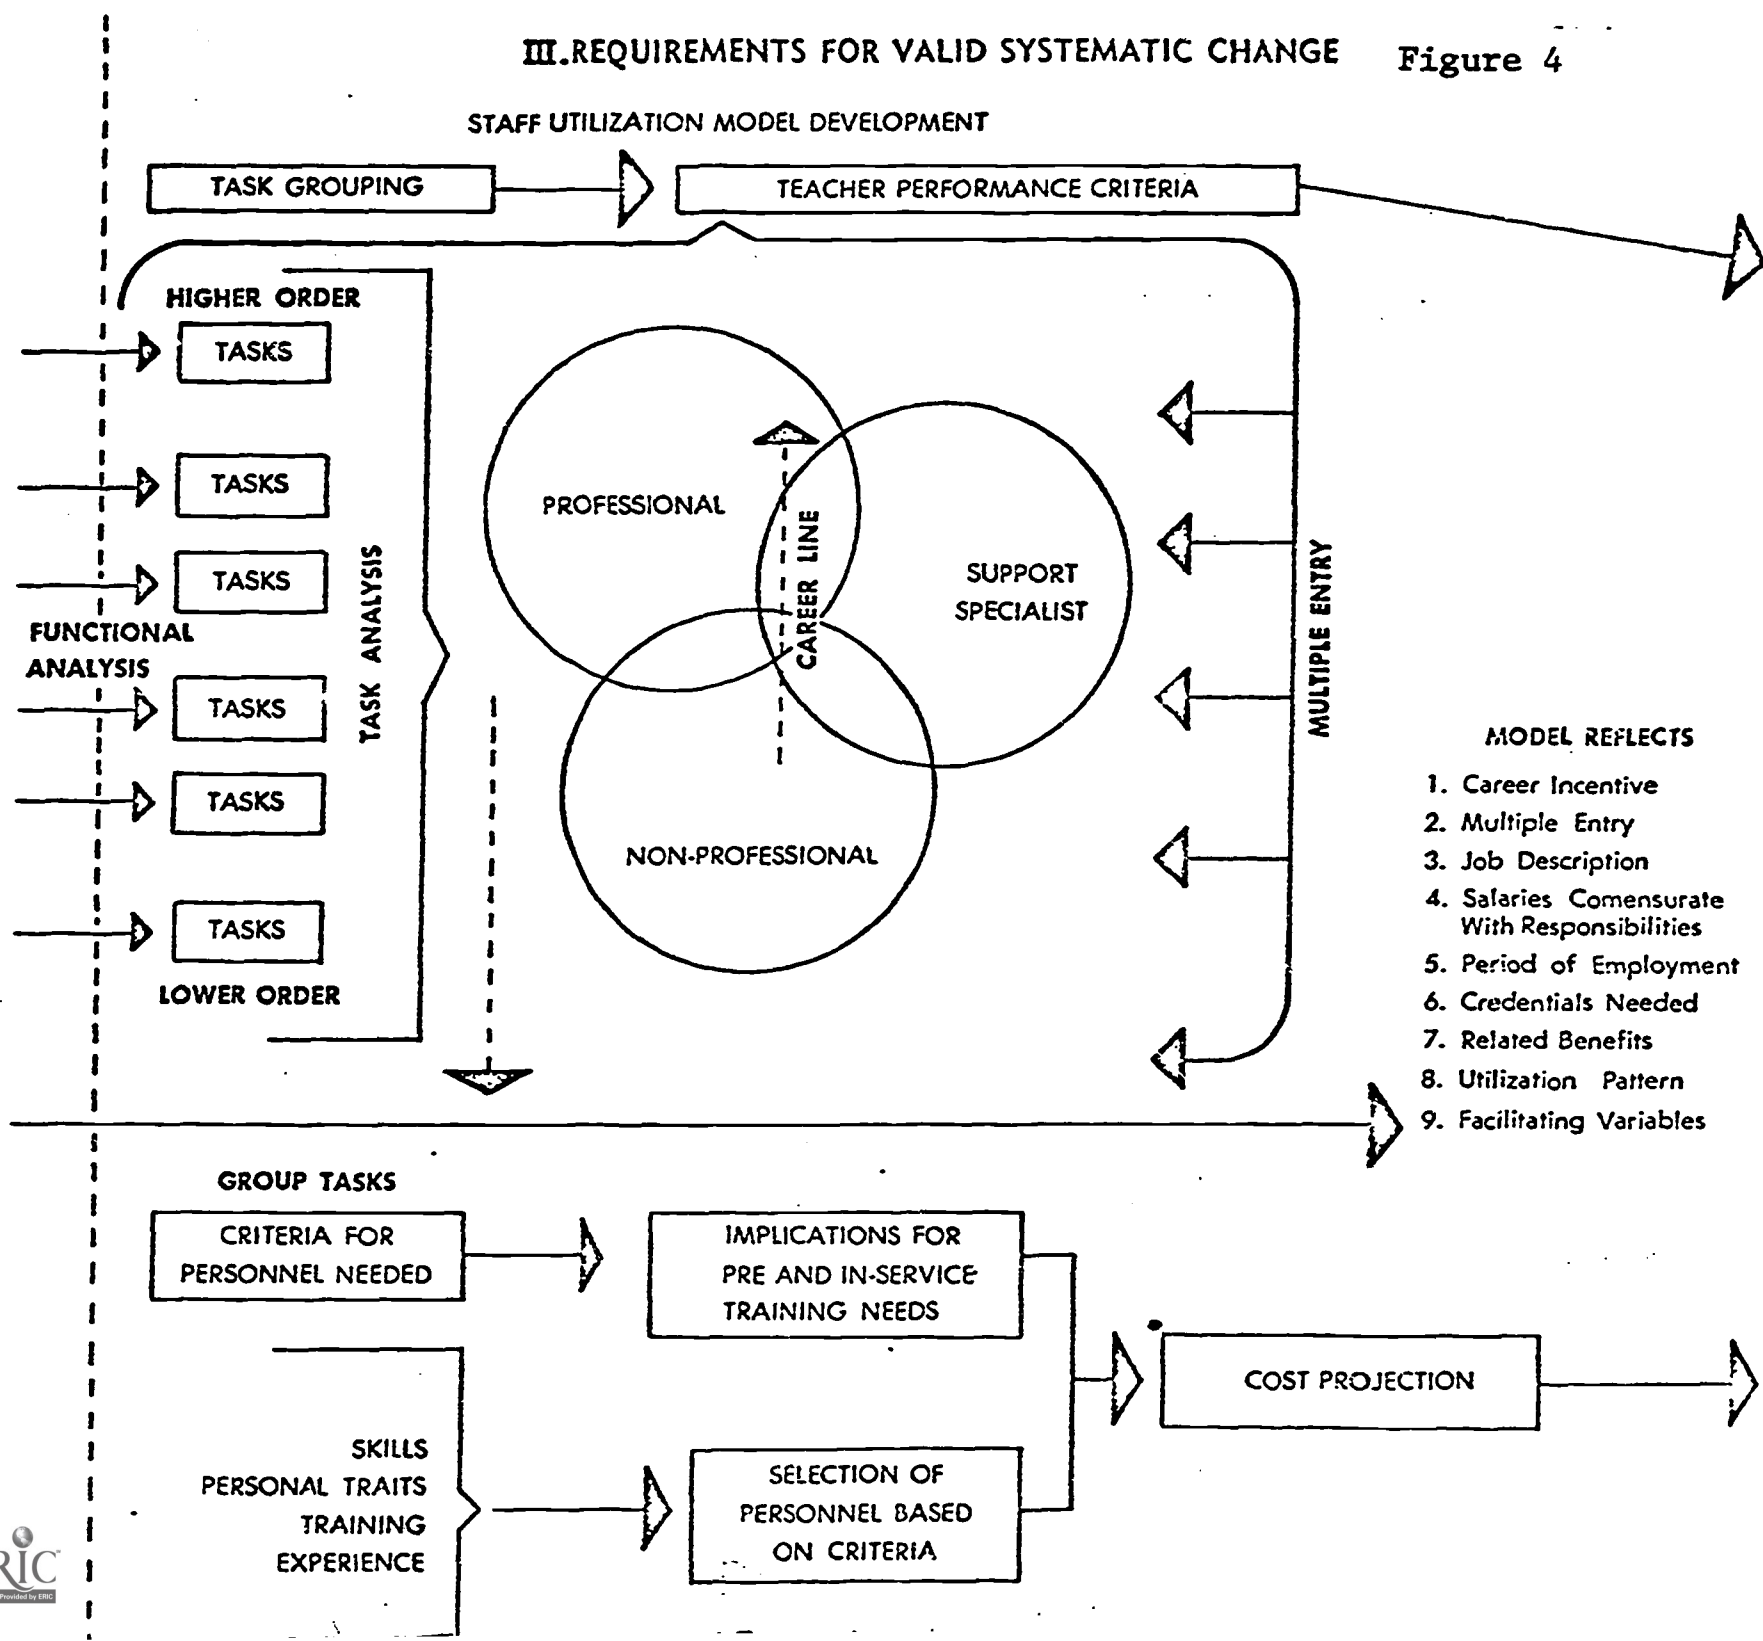 III. REQUIREMENTS FOR VALID SYSTEMATIC CHANGE
Figure 4
STAFF UTILIZATION MODEL DEVELOPMENT
TASK GROUPING
TEACHER PERFORMANCE CRITERIA
HIGHER ORDER
TASKS
TASKS
TASKS
FUNCTIONAL
ANALYSIS
TASKS
TASKS
TASKS
LOWER ORDER
TASK ANALYSIS
PROFESSIONAL
CAREER LINE
SUPPORT
SPECIALIST
NON-PROFESSIONAL
MULTIPLE ENTRY
MODEL REFLECTS
1. Career Incentive
2. Multiple Entry
3. Job Description
4. Salaries Comensurate
With Responsibilities
5. Period of Employment
6. Credentials Needed
7. Related Benefits
8. Utilization Pattern
9. Facilitating Variables
GROUP TASKS
CRITERIA FOR
PERSONNEL NEEDED
IMPLICATIONS FOR
PRE AND IN-SERVICE
TRAINING NEEDS
COST PROJECTION
SKILLS
PERSONAL TRAITS
TRAINING
EXPERIENCE
SELECTION OF
PERSONNEL BASED
ON CRITERIA
RIC
Provided by ERIC